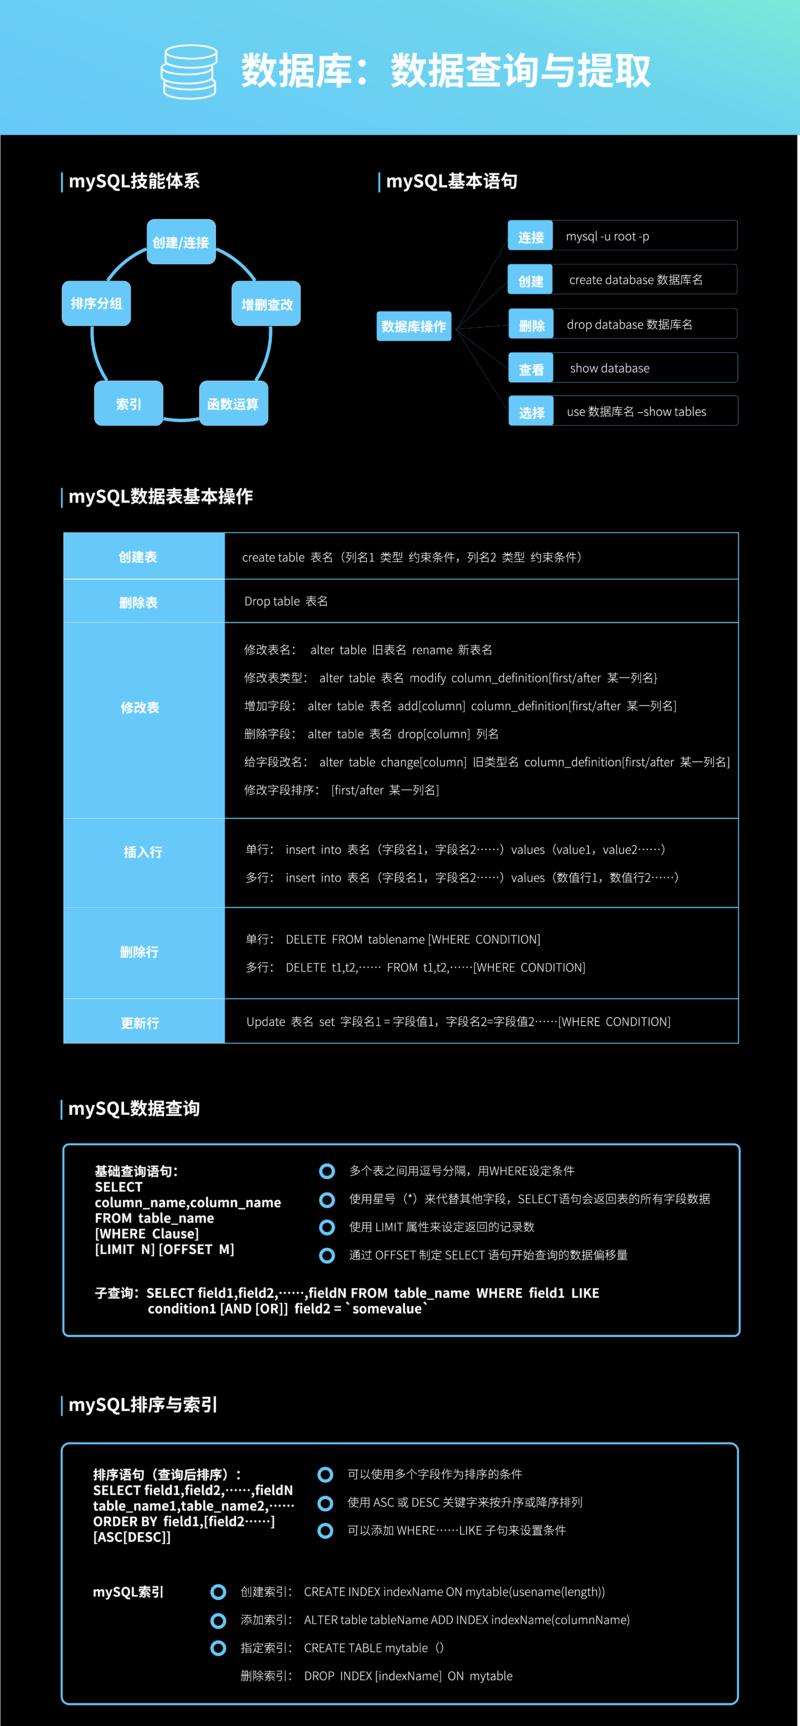 数据库：数据查询与提取
mySQL技能体系
创建/连接
排序分组
增删查改
索引
函数运算
mySQL基本语句
数据库操作
连接 mysql -u root -p
创建 create database 数据库名
删除 drop database 数据库名
查看 show database
选择 use 数据库名 –show tables
mySQL数据表基本操作
创建表 create table 表名（列名1 类型 约束条件，列名2 类型 约束条件）
删除表 Drop table 表名
修改表
修改表名： alter table 旧表名 rename 新表名
修改表类型： alter table 表名 modify column_definition[first/after 某一列名}
增加字段： alter table 表名 add[column] column_definition[first/after 某一列名]
删除字段： alter table 表名 drop[column] 列名
给字段改名： alter table change[column] 旧类型名 column_definition[first/after 某一列名]
修改字段排序： [first/after 某一列名]
插入行
单行： insert into 表名（字段名1，字段名2……）values（value1，value2……）
多行： insert into 表名（字段名1，字段名2……）values（数值行1，数值行2……）
删除行
单行： DELETE FROM tablename [WHERE CONDITION]
多行： DELETE t1,t2,…… FROM t1,t2,……[WHERE CONDITION]
更新行 Update 表名 set 字段名1 = 字段值1，字段名2=字段值2……[WHERE CONDITION]
mySQL数据查询
基础查询语句：
SELECT
column_name,column_name
FROM table_name
[WHERE Clause]
[LIMIT N] [OFFSET M]
多个表之间用逗号分隔，用WHERE设定条件
使用星号（*）来代替其他字段，SELECT语句会返回表的所有字段数据
使用 LIMIT 属性来设定返回的记录数
通过 OFFSET 制定 SELECT 语句开始查询的数据偏移量
子查询：SELECT field1,field2,……,fieldN FROM table_name WHERE field1 LIKE
condition1 [AND [OR]] field2 = `somevalue`
mySQL排序与索引
排序语句（查询后排序）：
SELECT field1,field2,……,fieldN
table_name1,table_name2,……
ORDER BY field1,[field2……]
[ASC[DESC]]
可以使用多个字段作为排序的条件
使用 ASC 或 DESC 关键字来按升序或降序排列
可以添加 WHERE……LIKE 子句来设置条件
mySQL索引
创建索引： CREATE INDEX indexName ON mytable(usename(length))
添加索引： ALTER table tableName ADD INDEX indexName(columnName)
指定索引： CREATE TABLE mytable（）
删除索引： DROP INDEX [indexName] ON mytable